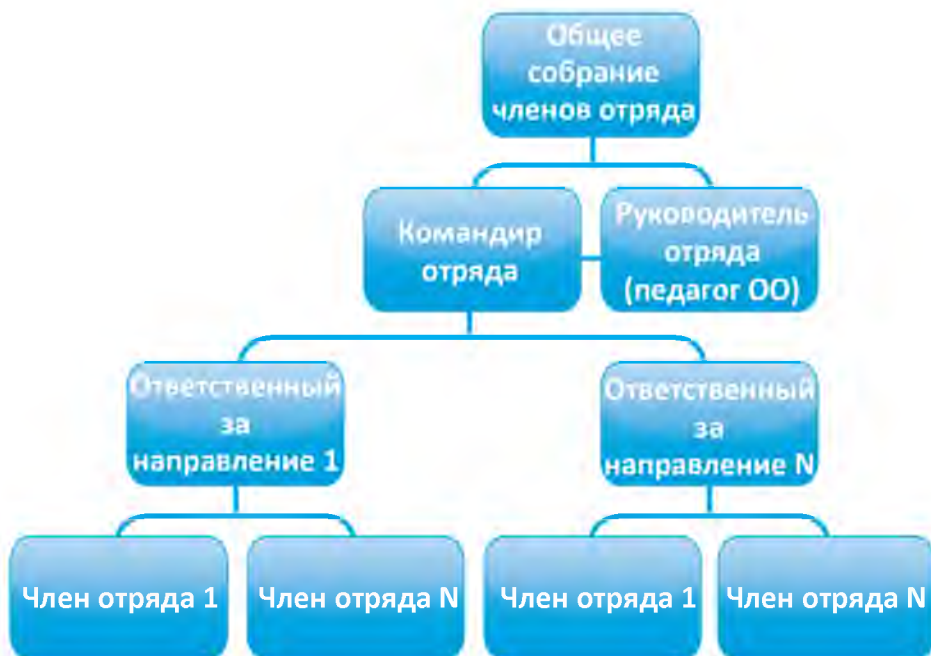 Общее
собрание
членов отряда
Командир
отряда
Руководитель
отряда
(педагог ОО)
Ответственный
за
направление 1
Ответственный
за
направление N
Член отряда 1
Член отряда N
Член отряда 1
Член отряда N